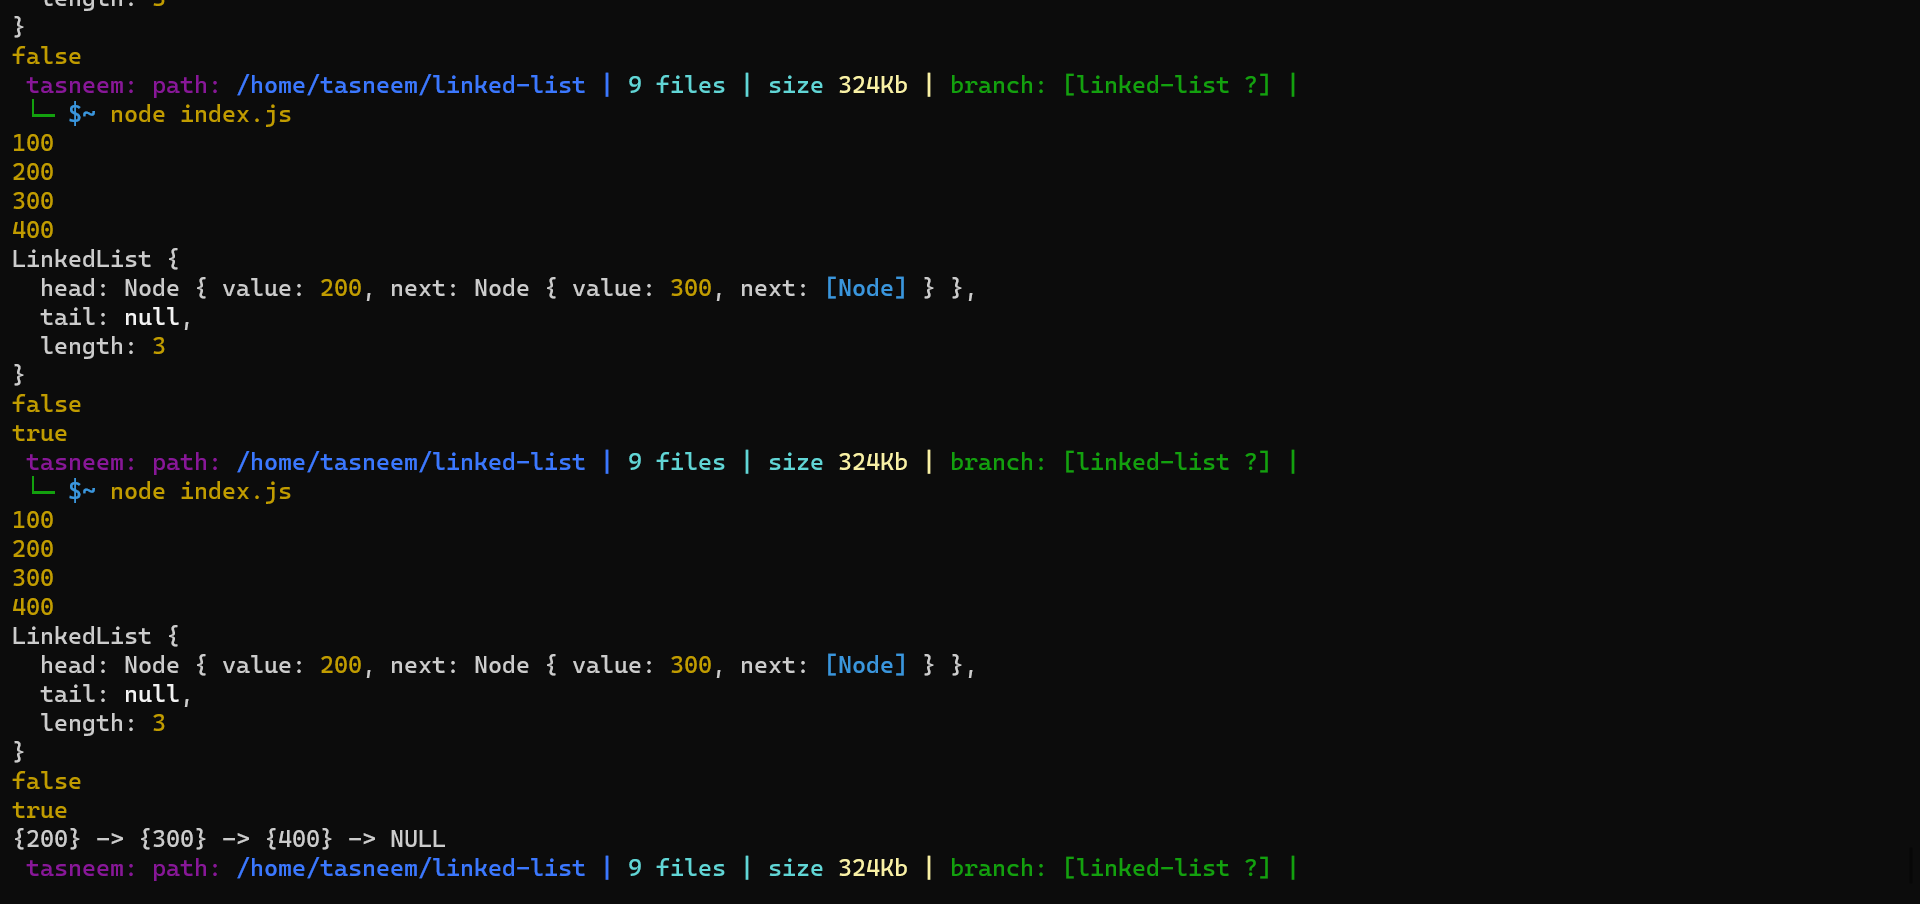 length: 3
}
false
tasneem: path: /home/tasneem/linked-list | 9 files | size 324Kb | branch: [linked-list ?] |
└─ $~ node index.js
100
200
300
400
LinkedList {
  head: Node { value: 200, next: Node { value: 300, next: [Node] } },
  tail: null,
  length: 3
}
false
true
tasneem: path: /home/tasneem/linked-list | 9 files | size 324Kb | branch: [linked-list ?] |
└─ $~ node index.js
100
200
300
400
LinkedList {
  head: Node { value: 200, next: Node { value: 300, next: [Node] } },
  tail: null,
  length: 3
}
false
true
{200} -> {300} -> {400} -> NULL
tasneem: path: /home/tasneem/linked-list | 9 files | size 324Kb | branch: [linked-list ?] |